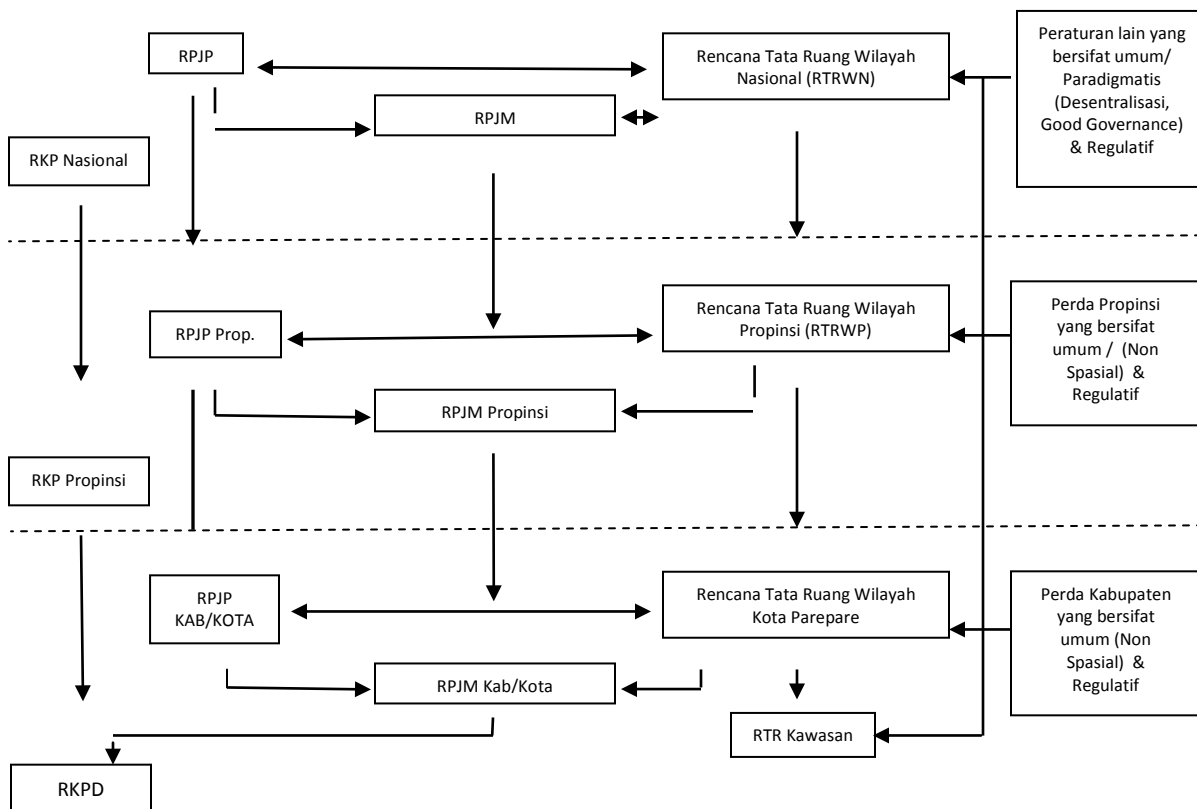 RPJP
Rencana Tata Ruang Wilayah
Nasional (RTRWN)
Peraturan lain yang
bersifat umum/
Paradigmatis
(Desentralisasi,
Good Governance)
& Regulatif
RPJM
RKP Nasional
RPJP Prop.
Rencana Tata Ruang Wilayah
Propinsi (RTRWP)
Perda Propinsi
yang bersifat
umum / (Non
Spasial) &
Regulatif
RPJM Propinsi
RKP Propinsi
RPJP
KAB/KOTA
Rencana Tata Ruang Wilayah
Kota Parepare
Perda Kabupaten
yang bersifat
umum (Non
Spasial) &
Regulatif
RPJM Kab/Kota
RTR Kawasan
RKPD